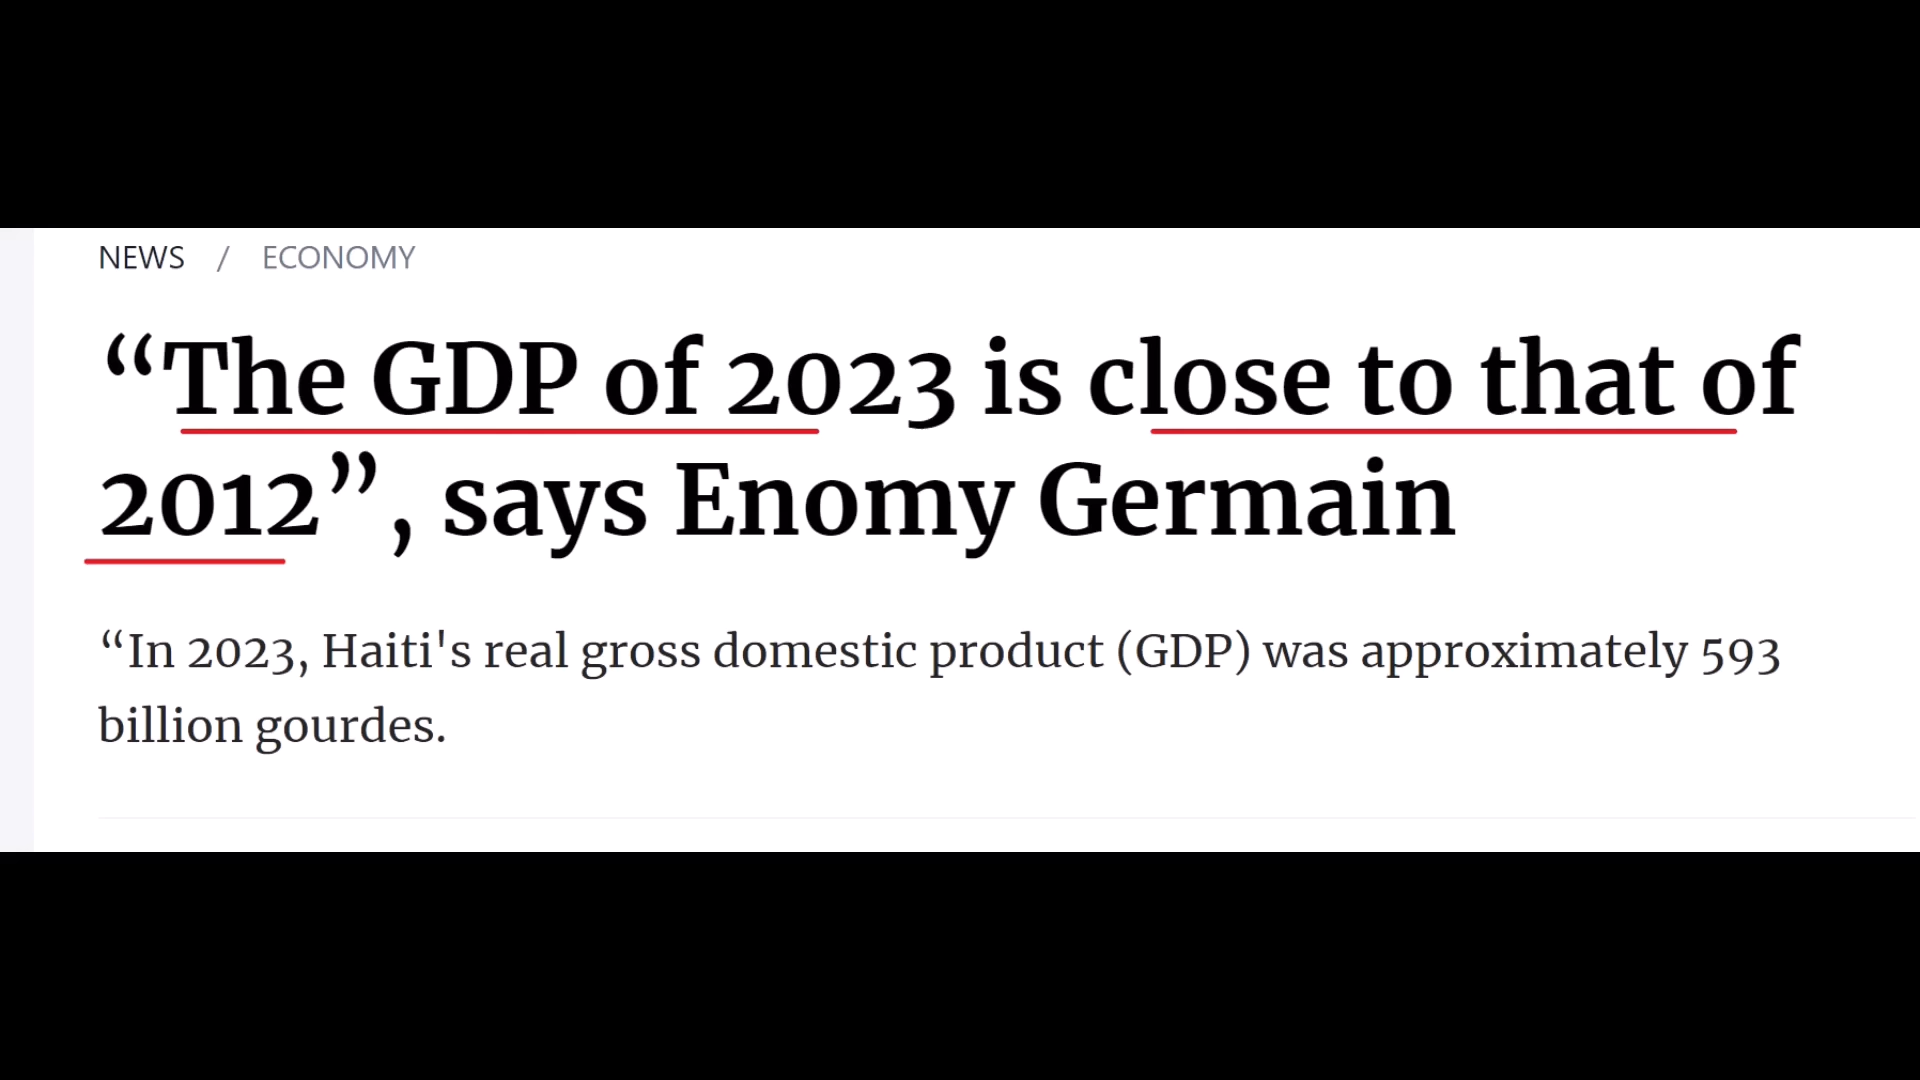 NEWS / ECONOMY
“The GDP of 2023 is close to that of
2012”, says Enomy Germain
“In 2023, Haiti's real gross domestic product (GDP) was approximately 593
billion gourdes.